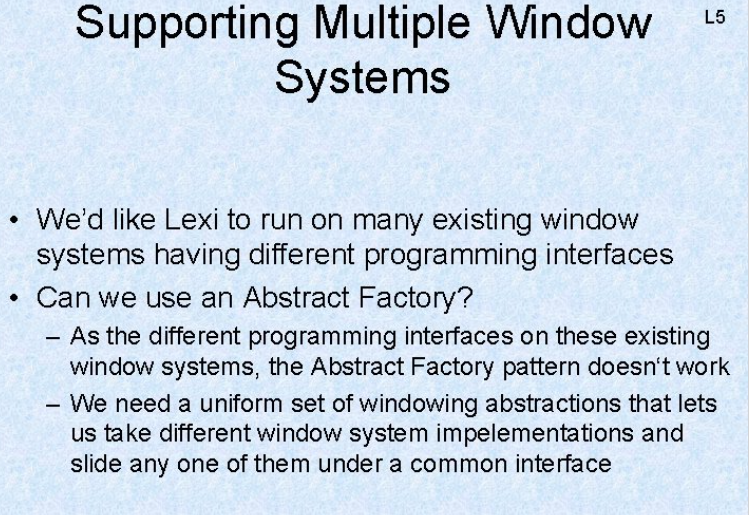 Supporting Multiple Window
Systems
L5
• We'd like Lexi to run on many existing window
systems having different programming interfaces
• Can we use an Abstract Factory?
– As the different programming interfaces on these existing
window systems, the Abstract Factory pattern doesn't work
– We need a uniform set of windowing abstractions that lets
us take different window system impelementations and
slide any one of them under a common interface